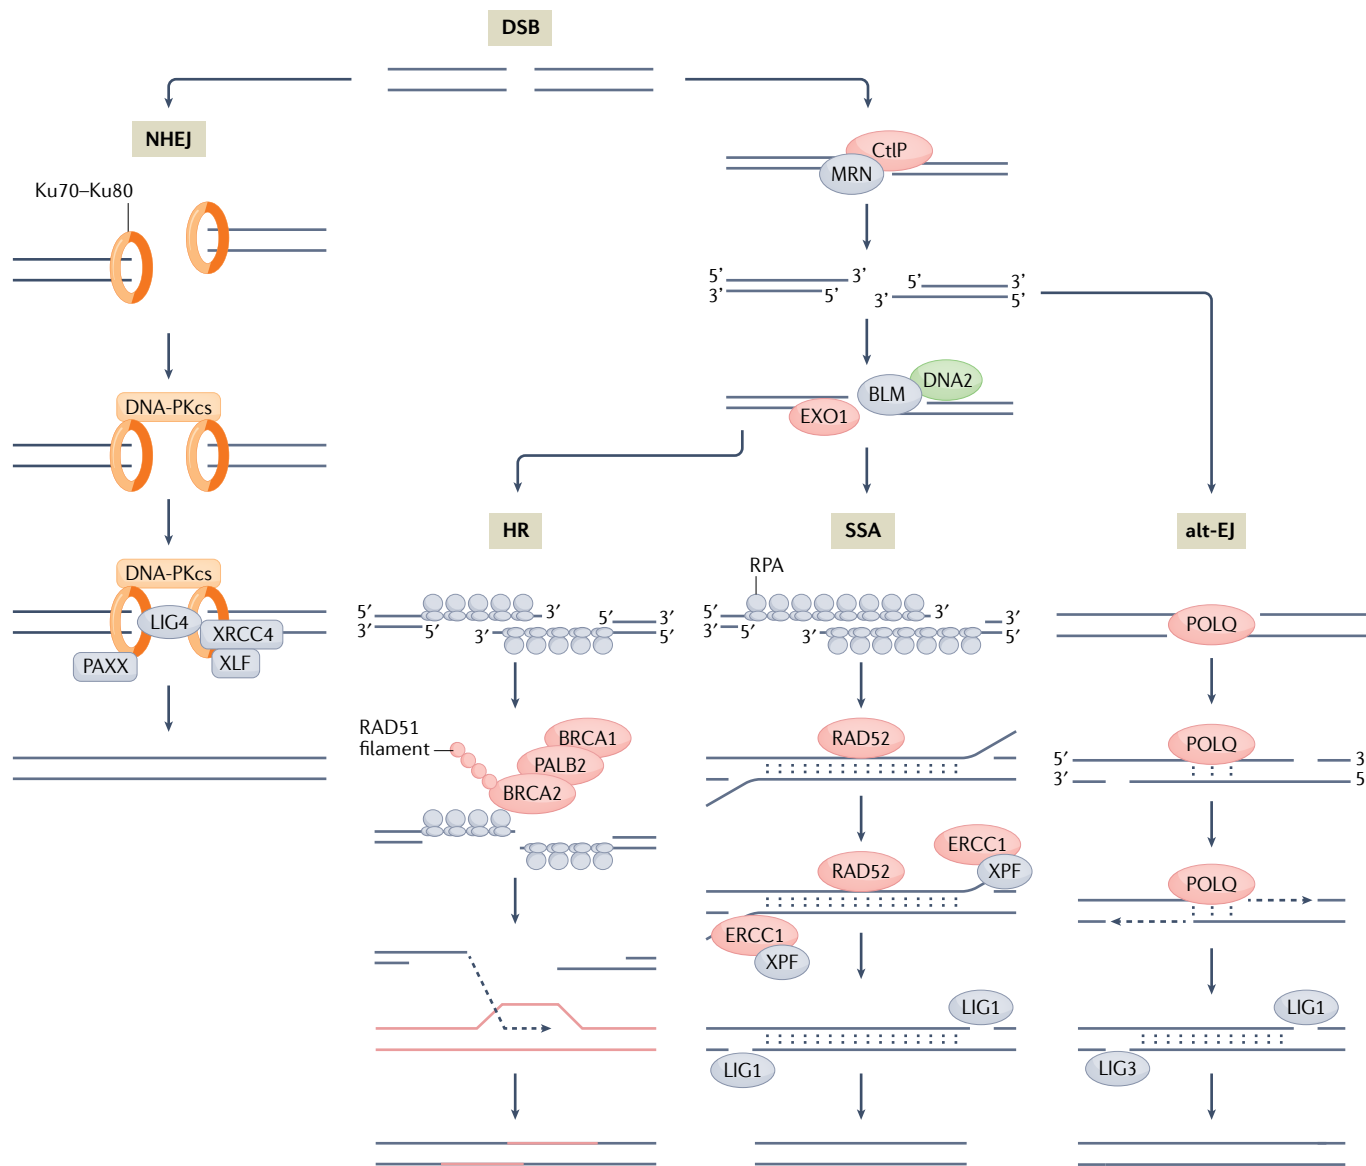 DSB
NHEJ
Ku70–Ku80
DNA-PKcs
DNA-PKcs
LIG4
XRCC4
PAXX
XLF
CtIP
MRN
5’ 3’ 5’ 3’
3’ 5’ 3’ 5’
DNA2
BLM
EXO1
HR
5′ 3′ 5′ 3′
3′ 5′ 3′ 5′
RAD51
filament
BRCA1
PALB2
BRCA2
SSA
RPA
5′ 3′ 3′
3′ 5′ 3′ 5′
RAD52
ERCC1
RAD52
XPF
ERCC1
XPF
LIG1
LIG1
alt-EJ
POLQ
POLQ
5′ 3
3′ 5
POLQ
LIG1
LIG3